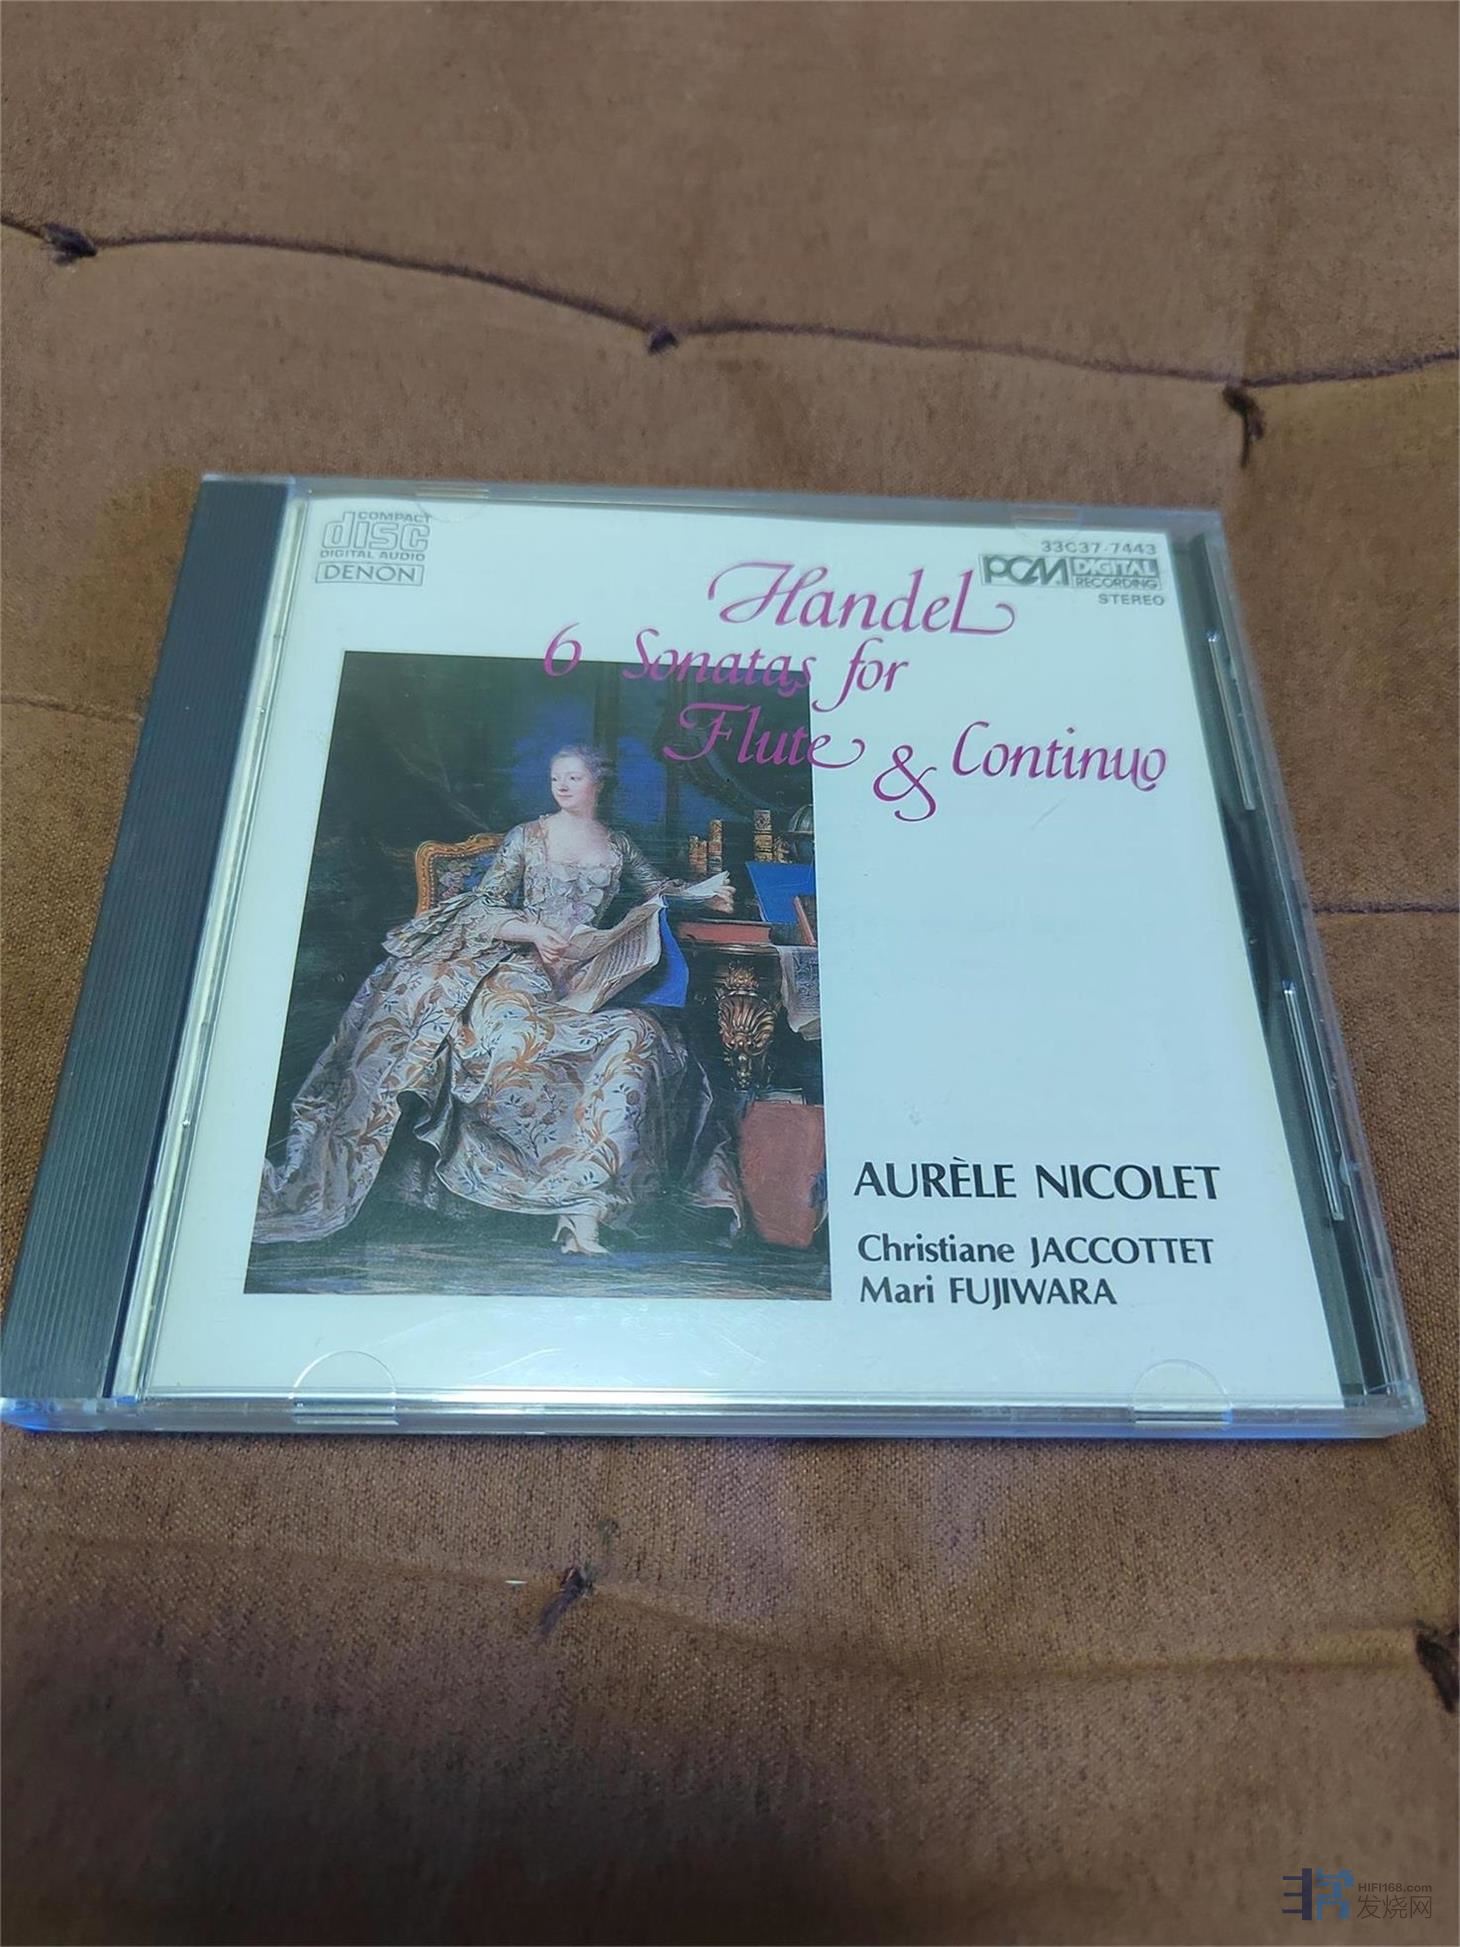 COMPACT
disc
DIGITAL AUDIO
DENON
33C37-7443
PCM DIGITAL
RECORDING
STEREO
Handel
6 Sonatas for
Flute & Continuo
AURÈLE NICOLET
Christiane JACCOTTET
Mari FUJIWARA
HIFI168.com
发烧网